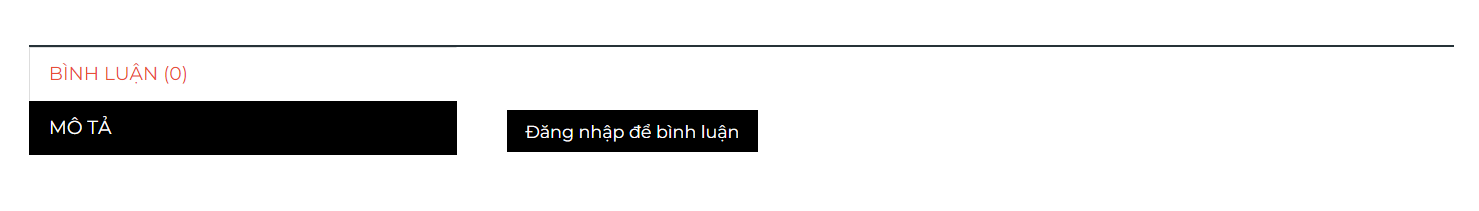 BÌNH LUẬN (0)
MÔ TẢ
Đăng nhập để bình luận